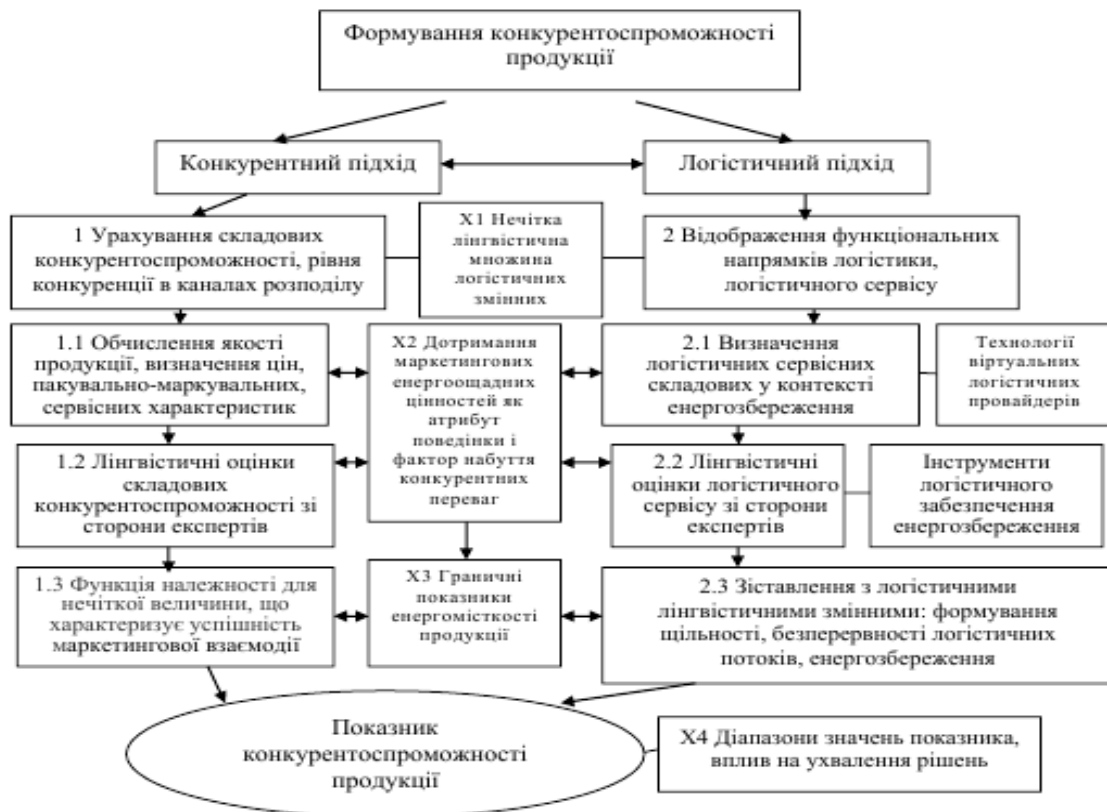 Формування конкурентоспроможності
продукції
Конкурентний підхід
Логістичний підхід
1 Урахування складових
конкурентоспроможності, рівня
конкуренції в каналах розподілу
X1 Нечітка
лінгвістична
множина
логістичних
змінних
2 Відображення функціональних
напрямків логістики,
логістичного сервісу
1.1 Обчислення якості
продукції, визначення цін,
пакувально-маркувальних,
сервісних характеристик
X2 Дотримання
маркетингових
енергоощадних
цінностей як
атрибут
поведінки і
фактор набуття
конкурентних
переваг
2.1 Визначення
логістичних сервісних
складових у контексті
енергозбереження
Технології
віртуальних
логістичних
провайдерів
1.2 Лінгвістичні оцінки
складових
конкурентоспроможності зі
сторони експертів
2.2 Лінгвістичні
оцінки логістичного
сервісу зі сторони
експертів
Інструменти
логістичного
забезпечення
енергозбереження
1.3 Функція належності для
нечіткої величини, що
характеризує успішність
маркетингової взаємодії
X3 Граничні
показники
енергомісткості
продукції
2.3 Зіставлення з логістичними
лінгвістичними змінними: формування
щільності, безперервності логістичних
потоків, енергозбереження
Показник
конкурентоспроможності
продукції
X4 Діапазони значень показника,
вплив на ухвалення рішень